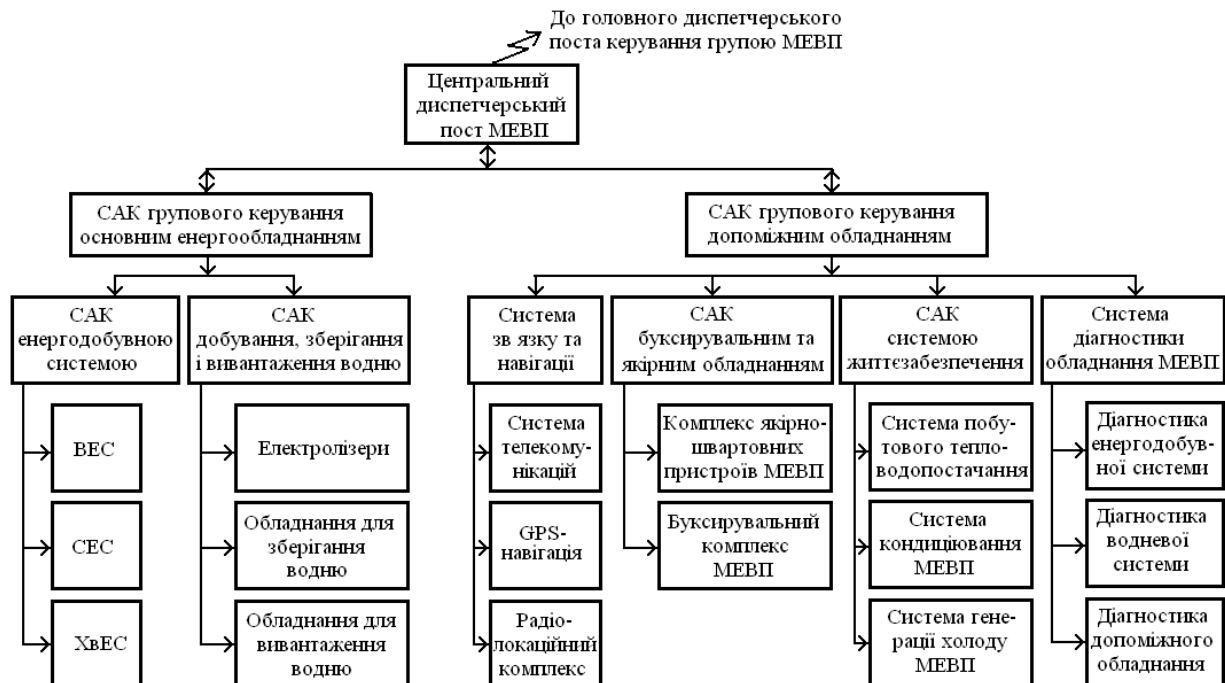 До головного диспетчерського
поста керування групою МЕВП
Центральний
диспетчерський
пост МЕВП
САК групового керування
основним енергообладнанням
САК групового керування
допоміжним обладнанням
САК
енергодобувною
системою
САК
добування, зберігання
і вивантаження водню
Система
зв язку та
навігації
САК
буксирувальним та
якірним обладнанням
САК
системою
життєзабезпечення
Система
діагностики
обладнання МЕВП
ВЕС
СЕС
ХвЕС
Електролізери
Обладнання для
зберігання
водню
Обладнання для
вивантаження
водню
Система
телекому-
нікацій
GPS-
навігація
Радіо-
локаційний
комплекс
Комплекс якірно-
швартовних
пристроїв МЕВП
Буксирувальний
комплекс
МЕВП
Система побу-
тового тепло-
водопостачання
Система
кондиціювання
МЕВП
Система гене-
рації холоду
МЕВП
Діагностика
енергодобув-
ної системи
Діагностика
водневої
системи
Діагностика
допоміжного
обладнання